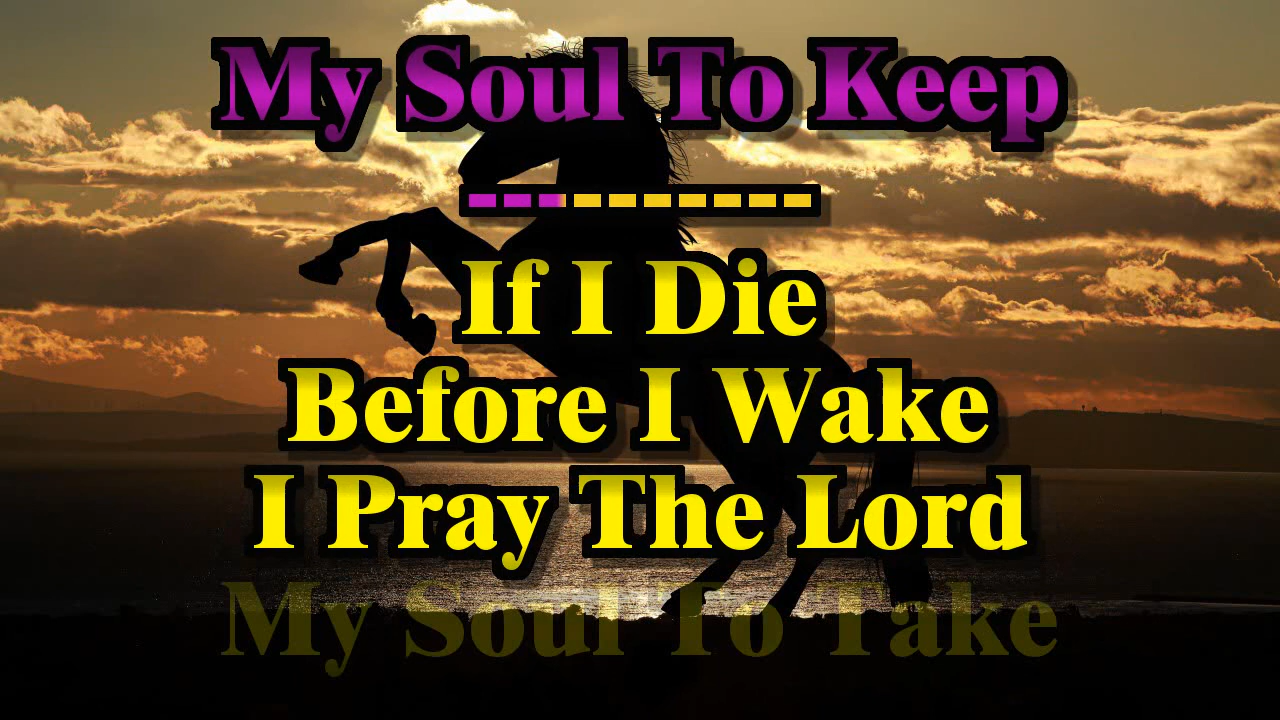 My Soul To Keep
----------
If I Die
Before I Wake
I Pray The Lord
My Soul To Take